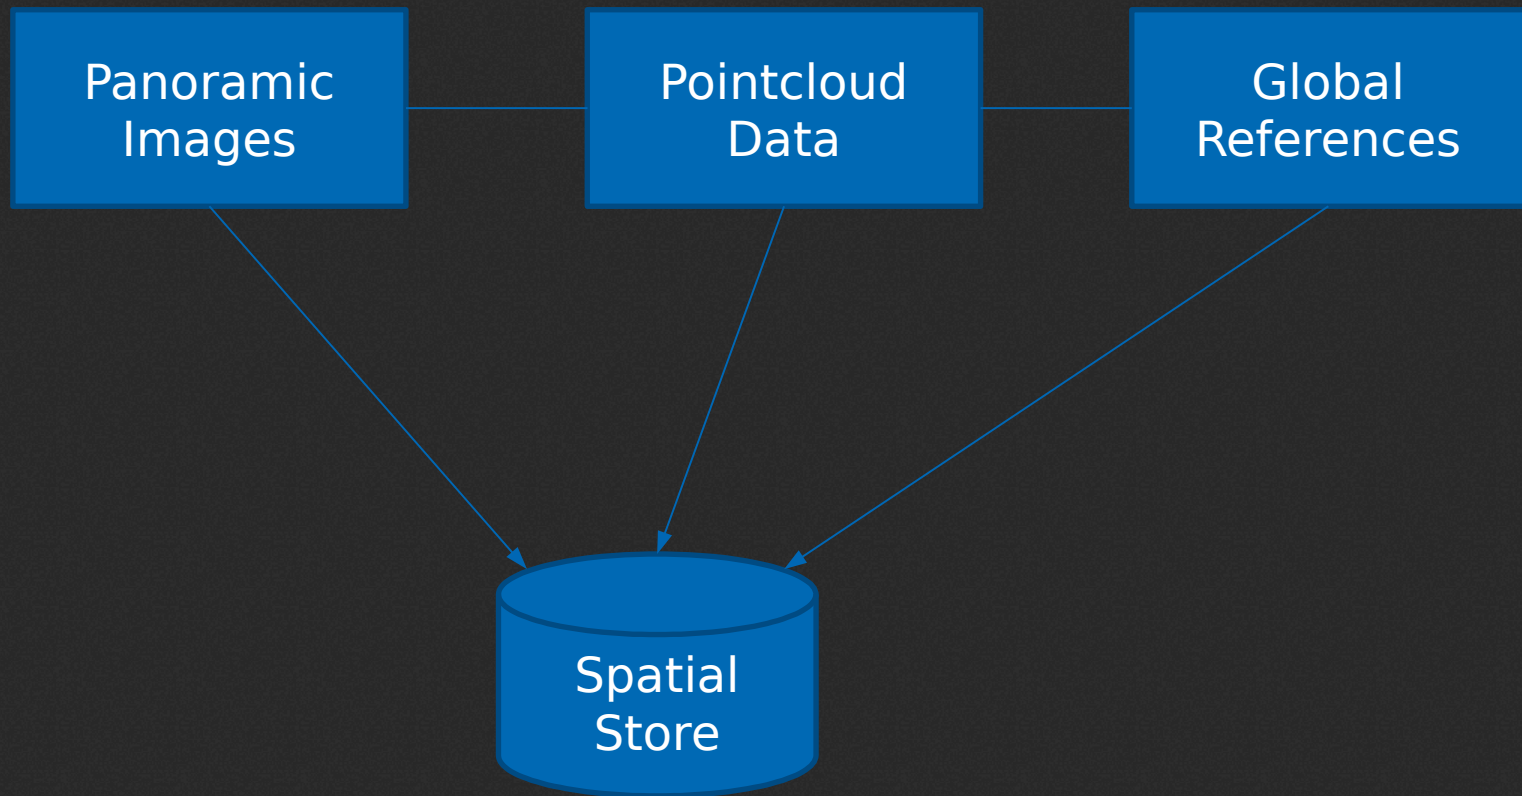 Panoramic
Images
Pointcloud
Data
Global
References
Spatial
Store